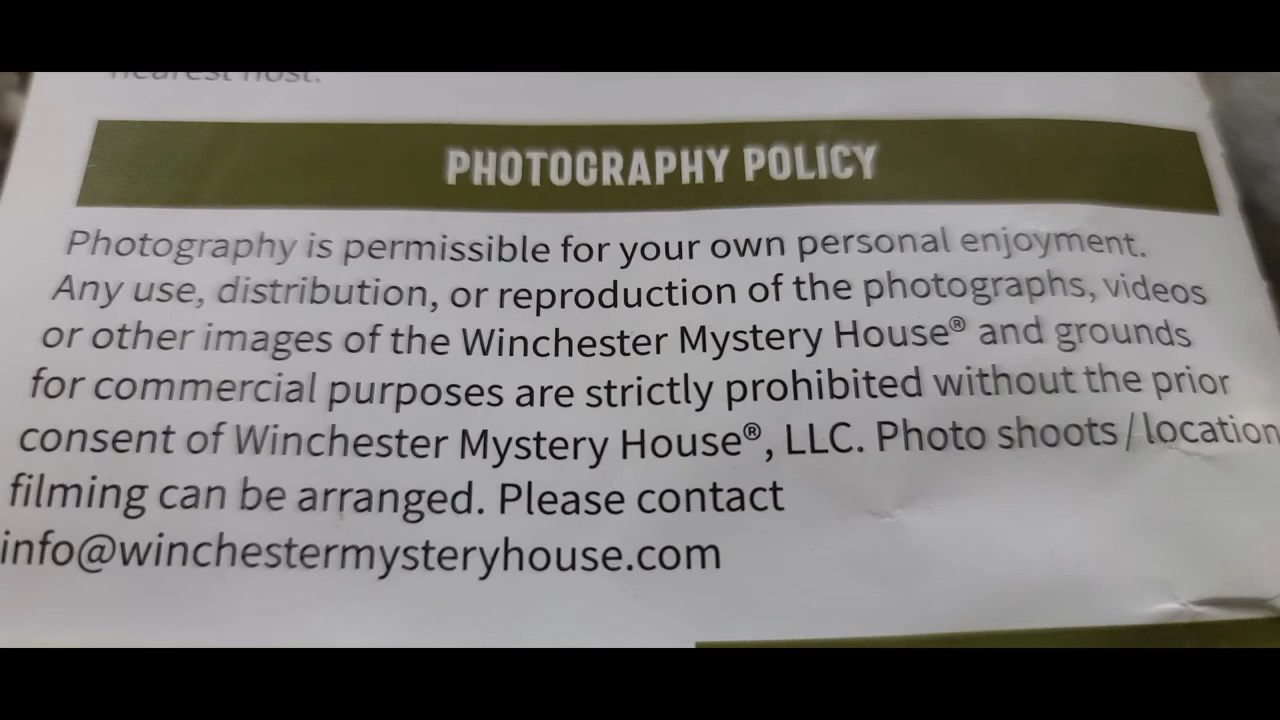 nearest host.
PHOTOGRAPHY POLICY
Photography is permissible for your own personal enjoyment.
Any use, distribution, or reproduction of the photographs, videos
or other images of the Winchester Mystery House® and grounds
for commercial purposes are strictly prohibited without the prior
consent of Winchester Mystery House®, LLC. Photo shoots / location
filming can be arranged. Please contact
info@winchestermysteryhouse.com